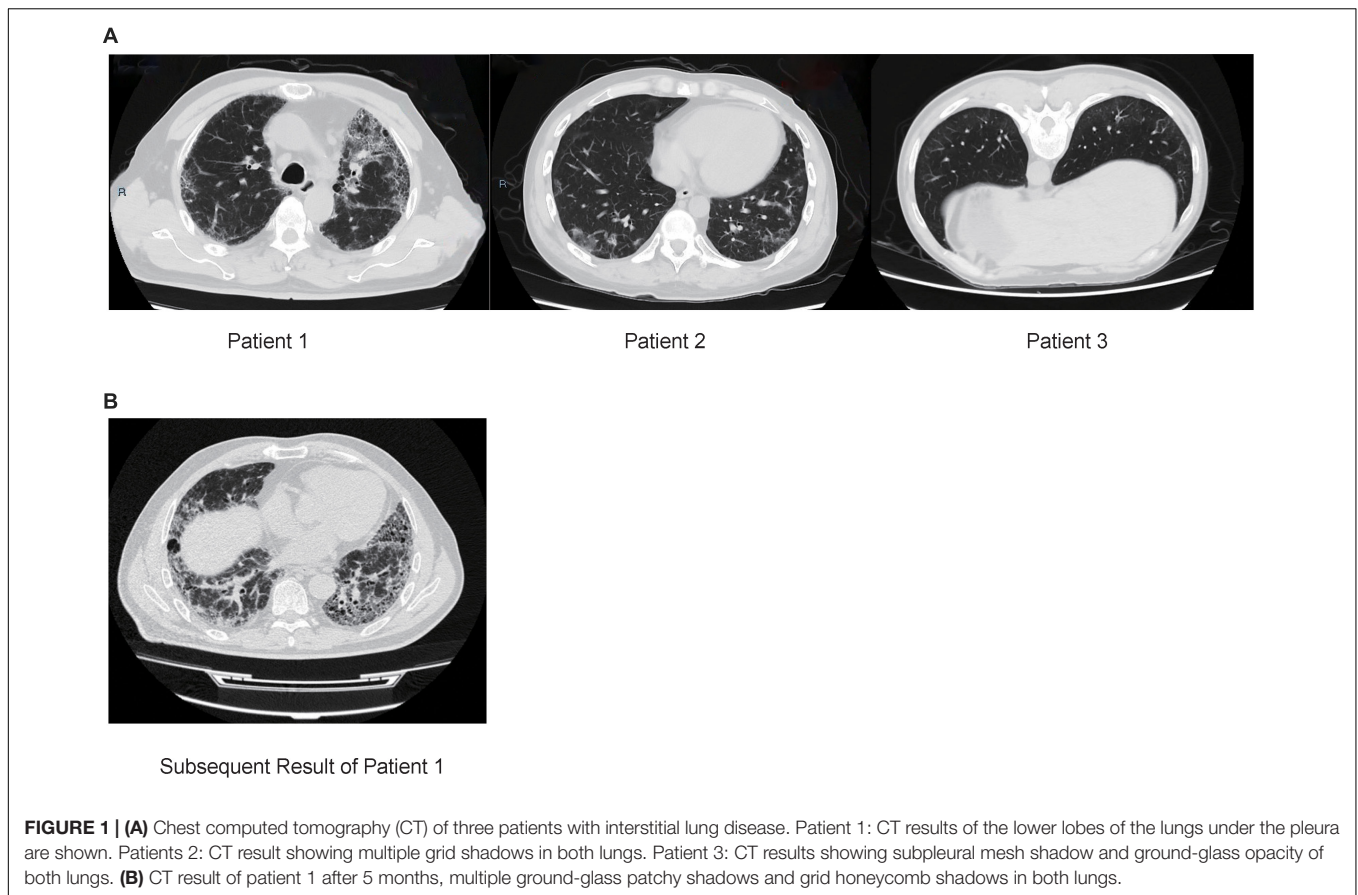 A
R
R
Patient 1
Patient 2
Patient 3
B
Subsequent Result of Patient 1
FIGURE 1 | (A) Chest computed tomography (CT) of three patients with interstitial lung disease. Patient 1: CT results of the lower lobes of the lungs under the pleura
are shown. Patients 2: CT result showing multiple grid shadows in both lungs. Patient 3: CT results showing subpleural mesh shadow and ground-glass opacity of
both lungs. (B) CT result of patient 1 after 5 months, multiple ground-glass patchy shadows and grid honeycomb shadows in both lungs.